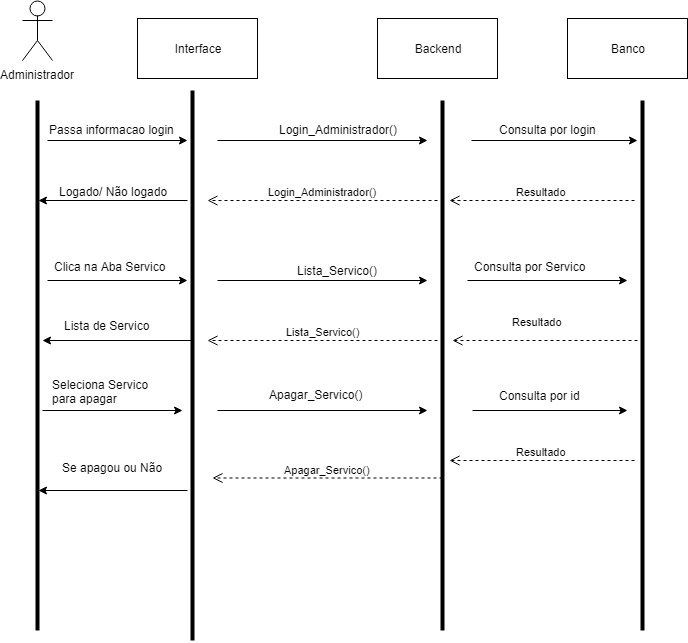 Administrador
Interface
Backend
Banco
Passa informacao login
Login_Administrador()
Consulta por login
Logado/ Não logado
Login_Administrador()
Resultado
Clica na Aba Servico
Lista_Servico()
Consulta por Servico
Lista de Servico
Lista_Servico()
Resultado
Seleciona Servico
para apagar
Apagar_Servico()
Consulta por id
Se apagou ou Não
Apagar_Servico()
Resultado